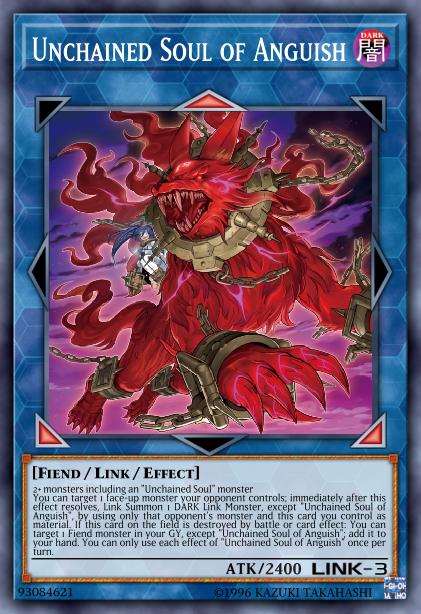 UNCHAINED SOUL OF ANGUISH
DARK
闇
[FIEND / LINK / EFFECT]
2+ monsters including an "Unchained Soul" monster
You can target 1 face-up monster your opponent controls; immediately after this
effect resolves, Link Summon 1 DARK Link Monster, except "Unchained Soul of
Anguish", by using only that opponent's monster and this card you control as
material. If this card on the field is destroyed by battle or card effect: You can
target 1 Fiend monster in your GY, except "Unchained Soul of Anguish"; add it to
your hand. You can only use each effect of "Unchained Soul of Anguish" once per
turn.
ATK/2400 LINK-3
93084621
©1996 KAZUKI TAKAHASHI